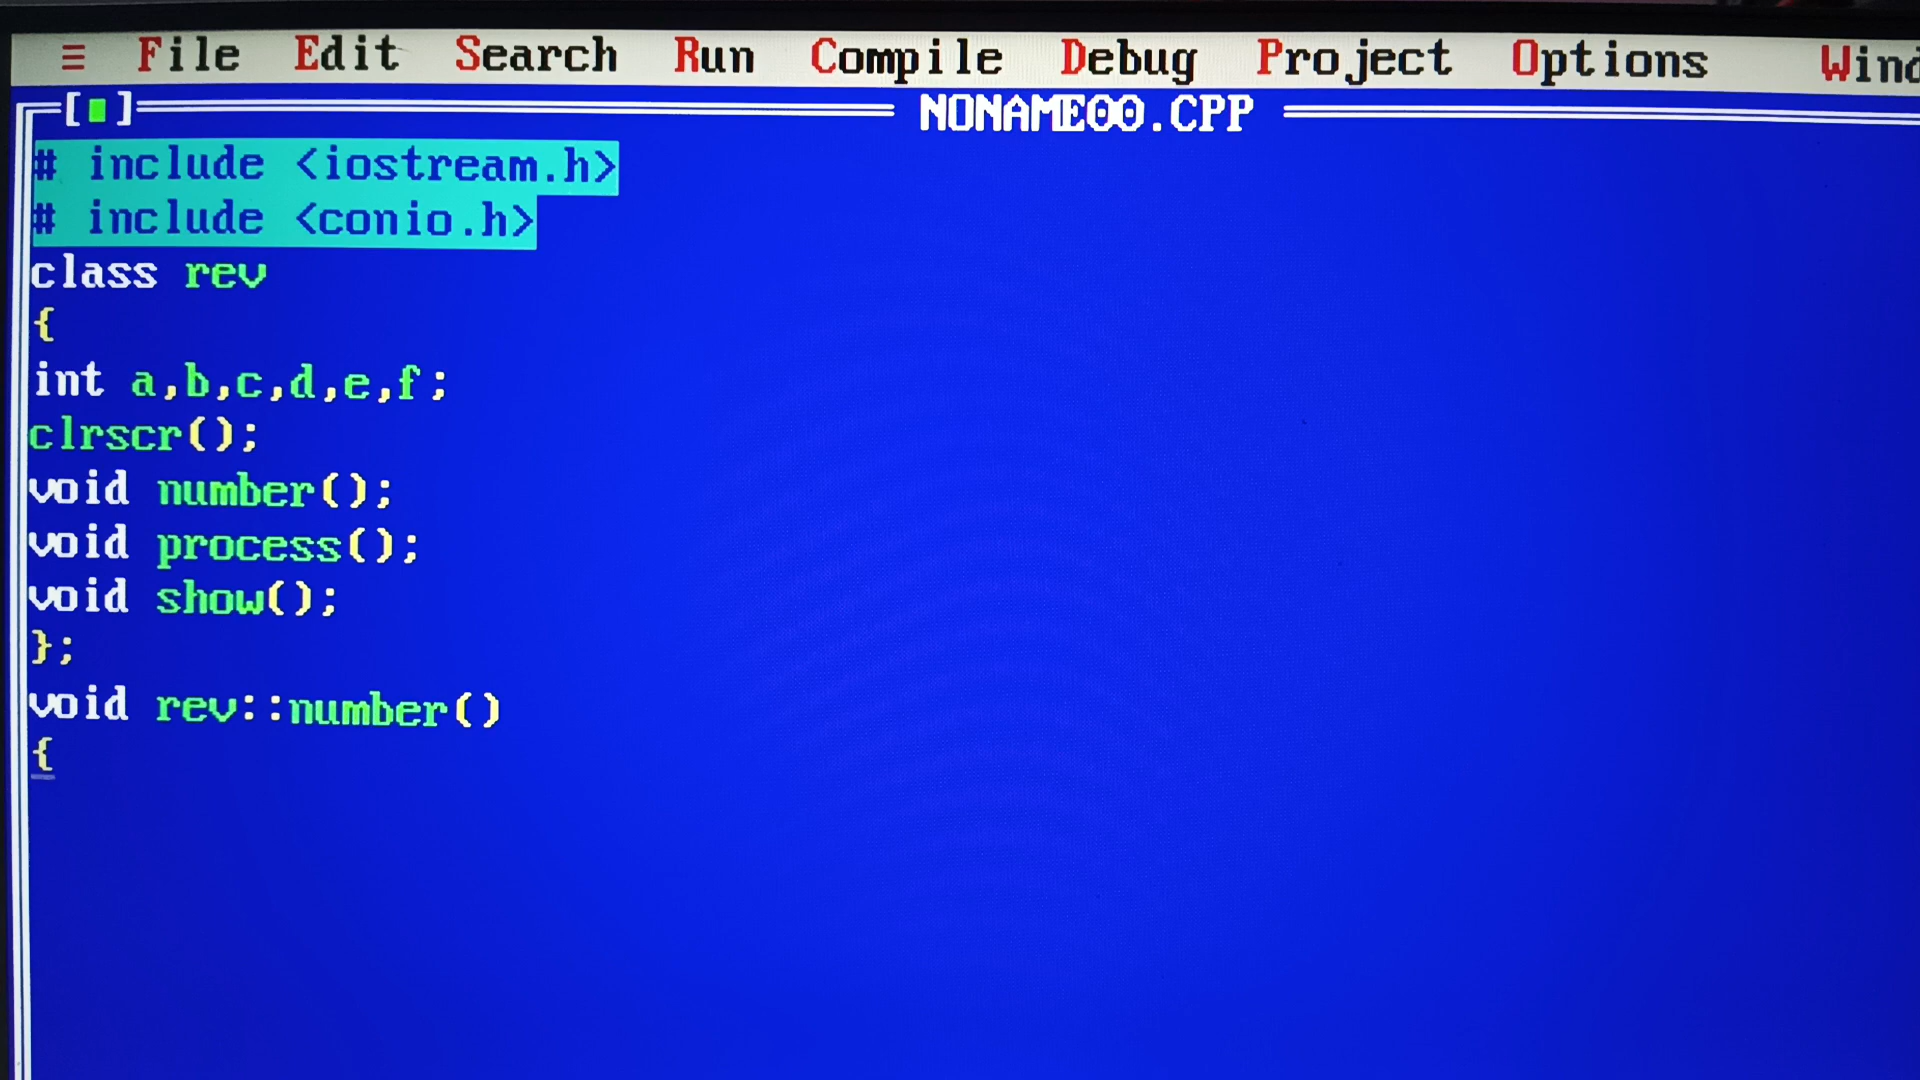 ≡ File Edit Search Run Compile Debug Project Options Wind
[■] NONAME00.CPP
# include <iostream.h>
# include <conio.h>
class rev
{
int a,b,c,d,e,f;
clrscr();
void number();
void process();
void show();
};
void rev::number()
{